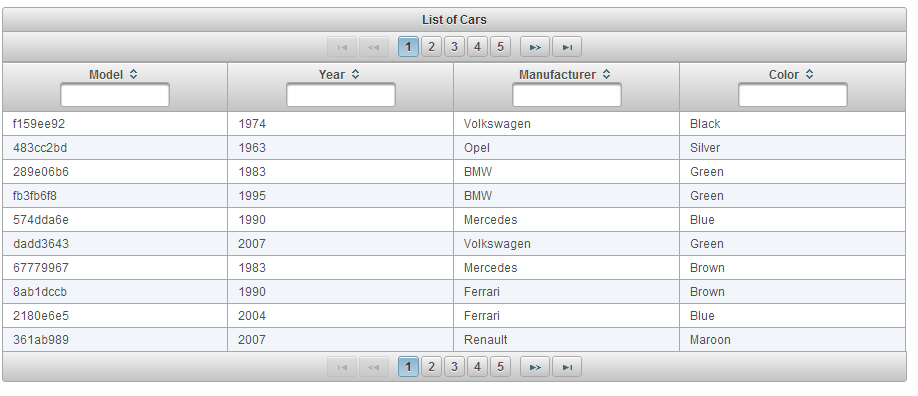 List of Cars
1 2 3 4 5
Model Year Manufacturer Color
f159ee92 1974 Volkswagen Black
483cc2bd 1963 Opel Silver
289e06b6 1983 BMW Green
fb3fb6f8 1995 BMW Green
574dda6e 1990 Mercedes Blue
dadd3643 2007 Volkswagen Green
67779967 1983 Mercedes Brown
8ab1dccb 1990 Ferrari Brown
2180e6e5 2004 Ferrari Blue
361ab989 2007 Renault Maroon
1 2 3 4 5